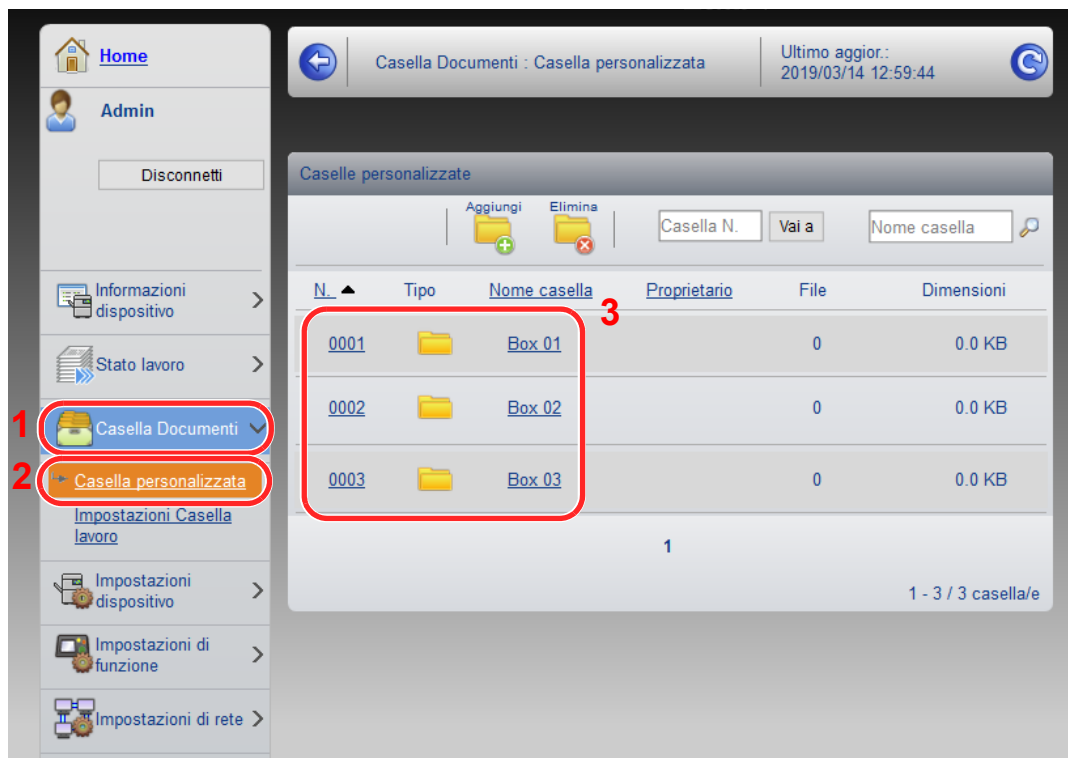 Home
Admin
Disconnetti
Informazioni
dispositivo
Stato lavoro
1
Casella Documenti
2
Casella personalizzata
Impostazioni Casella
lavoro
Impostazioni
dispositivo
Impostazioni di
funzione
Impostazioni di rete
Casella Documenti : Casella personalizzata
Ultimo aggior.:
2019/03/14 12:59:44
Caselle personalizzate
Aggiungi Elimina
Casella N. Vai a Nome casella
N. Tipo Nome casella Proprietario File Dimensioni
3
0001 Box 01 0 0.0 KB
0002 Box 02 0 0.0 KB
0003 Box 03 0 0.0 KB
1
1 - 3 / 3 casella/e